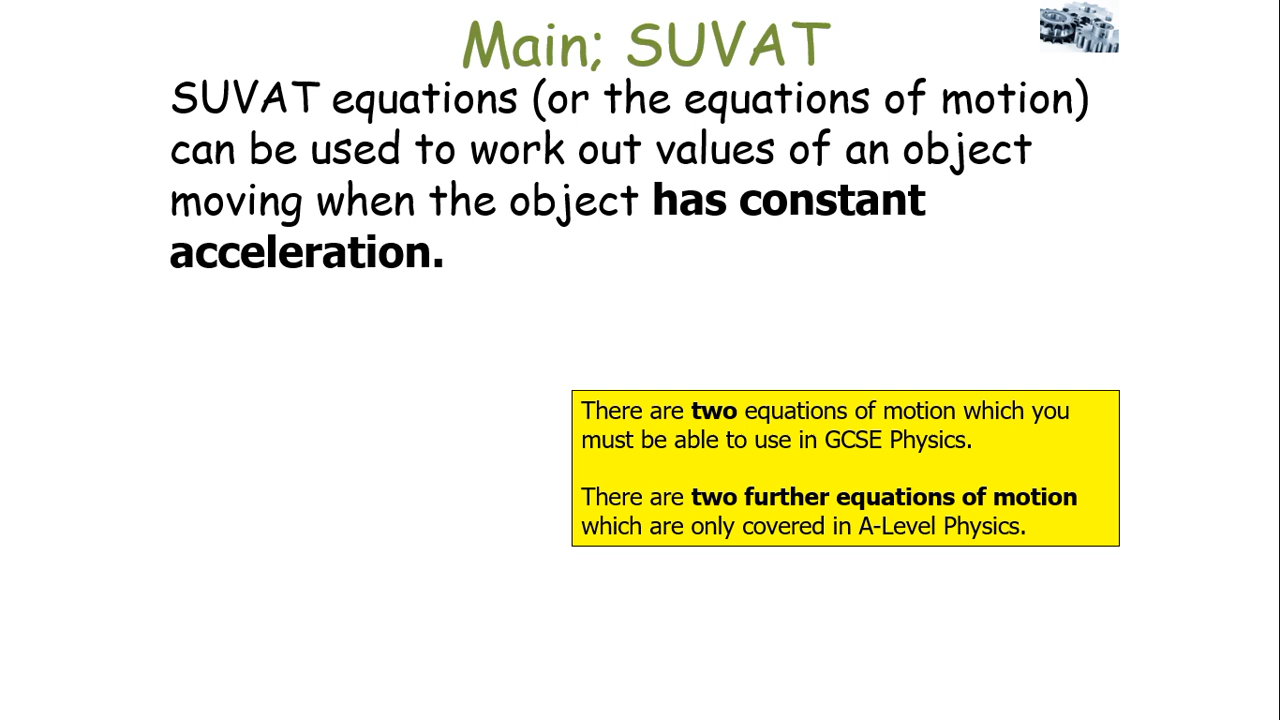 Main; SUVAT
SUVAT equations (or the equations of motion)
can be used to work out values of an object
moving when the object has constant
acceleration.
There are two equations of motion which you
must be able to use in GCSE Physics.
There are two further equations of motion
which are only covered in A-Level Physics.